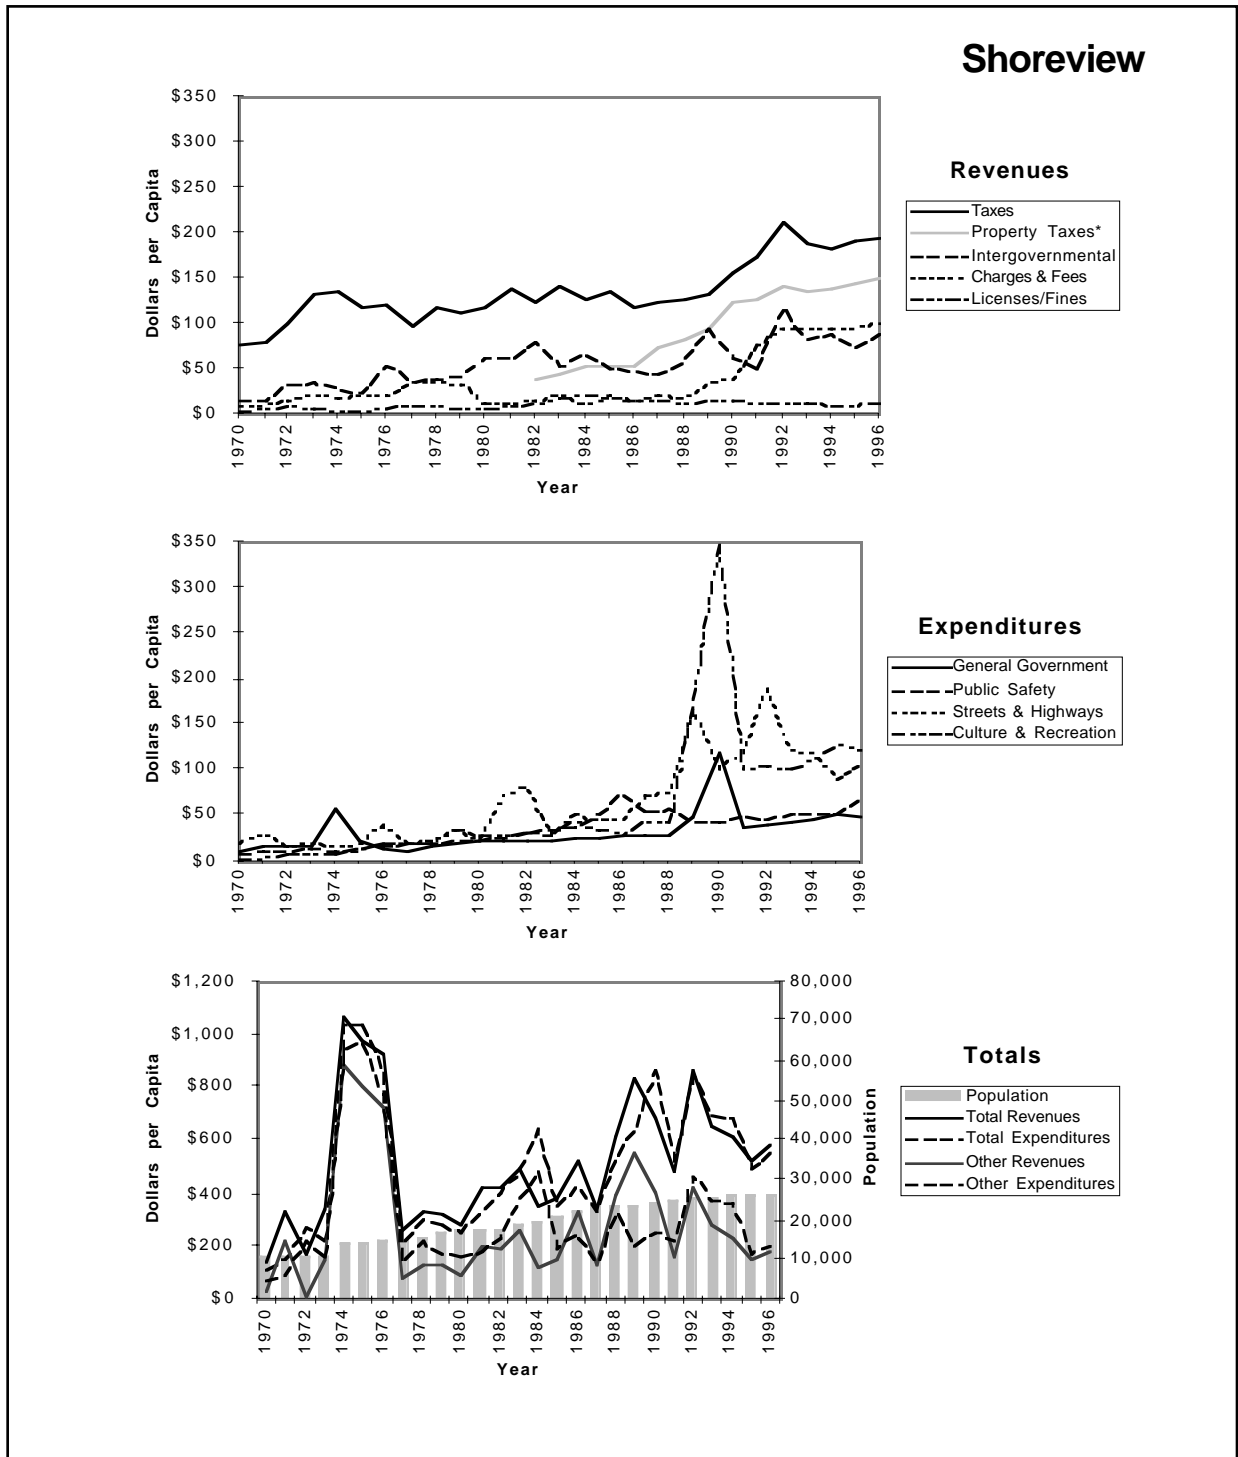 Shoreview
$350
$300
$250
$200
$150
$100
$50
$0
Dollars per Capita
1970
1972
1974
1976
1978
1980
1982
1984
1986
1988
1990
1992
1994
1996
Year
Revenues
Taxes
Property Taxes*
Intergovernmental
Charges & Fees
Licenses/Fines
$350
$300
$250
$200
$150
$100
$50
$0
Dollars per Capita
1970
1972
1974
1976
1978
1980
1982
1984
1986
1988
1990
1992
1994
1996
Year
Expenditures
General Government
Public Safety
Streets & Highways
Culture & Recreation
$1,200
$1,000
$800
$600
$400
$200
$0
Dollars per Capita
80,000
70,000
60,000
50,000
40,000
30,000
20,000
10,000
0
Population
1970
1972
1974
1976
1978
1980
1982
1984
1986
1988
1990
1992
1994
1996
Year
Totals
Population
Total Revenues
Total Expenditures
Other Revenues
Other Expenditures